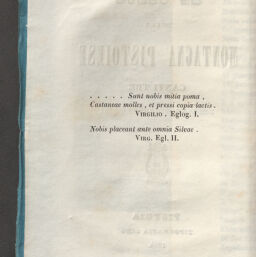 . . . . . Sunt nobis mitia poma ,
Castaneae molles , et pressi copia lactis .
VIRGILIO . Eglog. I.
Nobis placeant ante omnia Silvae .
VIRG. Egl. II.